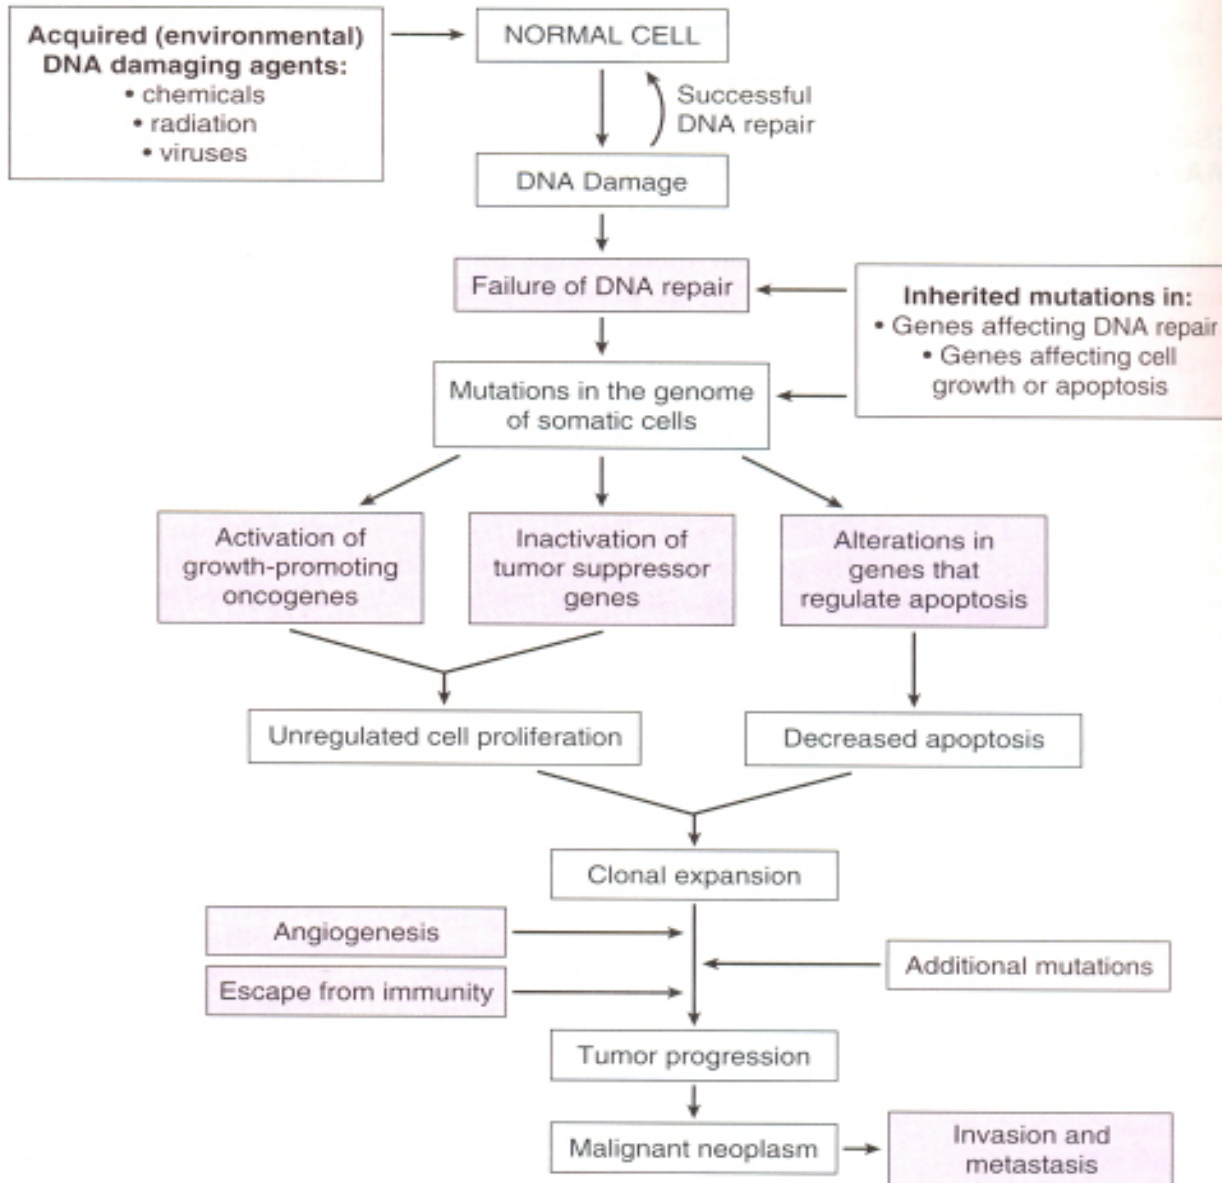 Acquired (environmental)
DNA damaging agents:
• chemicals
• radiation
• viruses
NORMAL CELL
Successful
DNA repair
DNA Damage
Failure of DNA repair
Inherited mutations in:
• Genes affecting DNA repair
• Genes affecting cell
growth or apoptosis
Mutations in the genome
of somatic cells
Activation of
growth-promoting
oncogenes
Inactivation of
tumor suppressor
genes
Alterations in
genes that
regulate apoptosis
Unregulated cell proliferation
Decreased apoptosis
Clonal expansion
Angiogenesis
Additional mutations
Escape from immunity
Tumor progression
Malignant neoplasm
Invasion and
metastasis